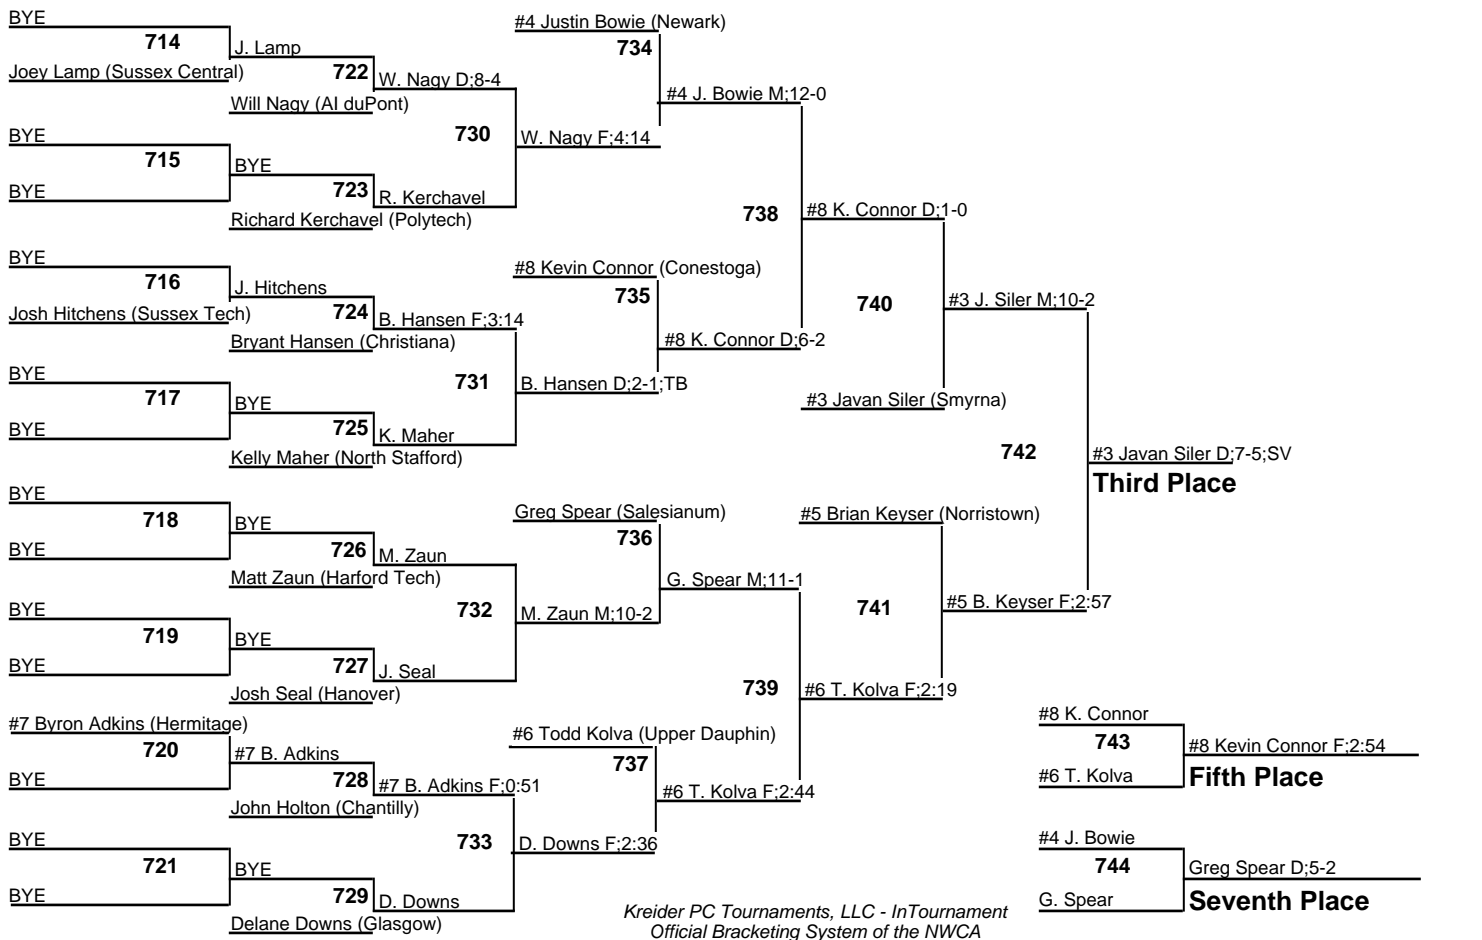 BYE
714
Joey Lamp (Sussex Central)
J. Lamp
722
Will Nagy (AI duPont)
W. Nagy D;8-4
BYE
715
BYE
BYE
723
Richard Kerchavel (Polytech)
R. Kerchavel
730
W. Nagy F;4:14
#4 Justin Bowie (Newark)
734
#4 J. Bowie M;12-0
BYE
716
Josh Hitchens (Sussex Tech)
J. Hitchens
724
Bryant Hansen (Christiana)
B. Hansen F;3:14
BYE
717
BYE
BYE
725
Kelly Maher (North Stafford)
K. Maher
731
B. Hansen D;2-1;TB
#8 Kevin Connor (Conestoga)
735
#8 K. Connor D;6-2
738
#8 K. Connor D;1-0
740
#3 Javan Siler (Smyrna)
#3 J. Siler M;10-2
BYE
718
BYE
BYE
726
Matt Zaun (Harford Tech)
M. Zaun
BYE
719
BYE
BYE
727
Josh Seal (Hanover)
J. Seal
732
M. Zaun M;10-2
Greg Spear (Salesianum)
736
G. Spear M;11-1
#7 Byron Adkins (Hermitage)
720
BYE
#7 B. Adkins
728
John Holton (Chantilly)
#7 B. Adkins F;0:51
BYE
721
BYE
BYE
729
Delane Downs (Glasgow)
D. Downs
733
D. Downs F;2:36
#6 Todd Kolva (Upper Dauphin)
737
#6 T. Kolva F;2:44
739
#6 T. Kolva F;2:19
#5 Brian Keyser (Norristown)
741
#5 B. Keyser F;2:57
742
#3 Javan Siler D;7-5;SV
Third Place
#8 K. Connor
743
#6 T. Kolva
#8 Kevin Connor F;2:54
Fifth Place
#4 J. Bowie
744
G. Spear
Greg Spear D;5-2
Seventh Place
Kreider PC Tournaments, LLC - InTournament
Official Bracketing System of the NWCA